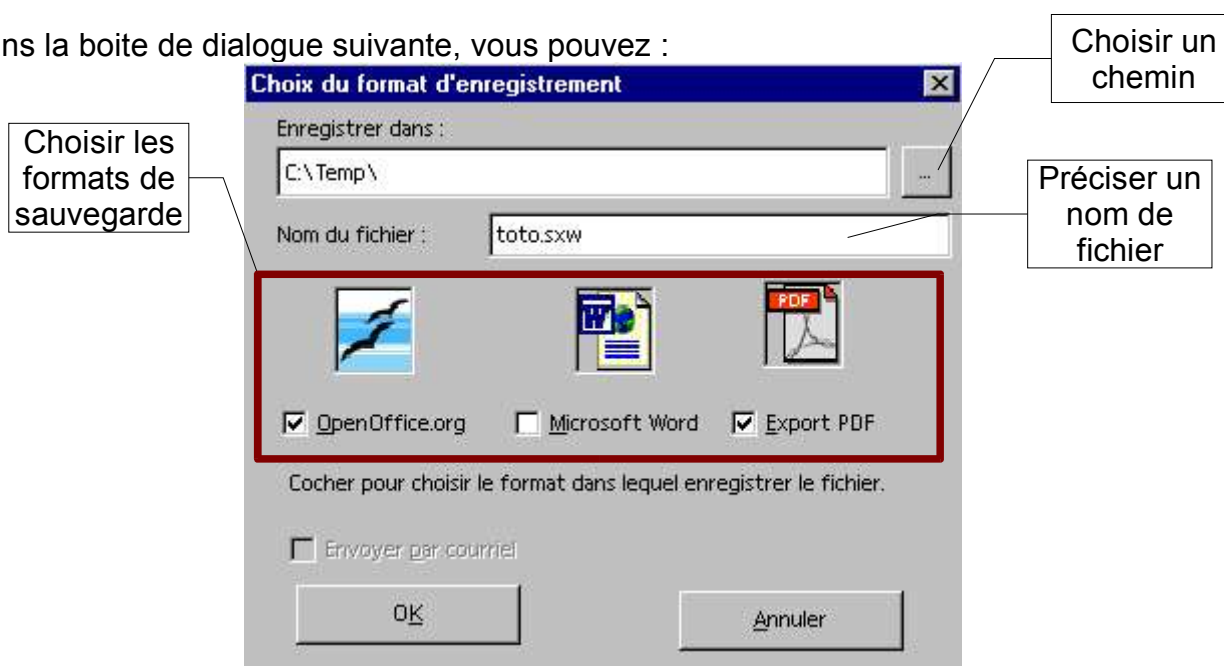 ns la boite de dialogue suivante, vous pouvez :
Choisir un
chemin
Choix du format d'enregistrement
Enregistrer dans :
Choisir les
formats de
sauvegarde
C:\Temp\
...
Préciser un
nom de
fichier
Nom du fichier :
toto.sxw
W
PDF
OpenOffice.org
Microsoft Word
Export PDF
Cocher pour choisir le format dans lequel enregistrer le fichier.
Envoyer par courriel
OK
Annuler